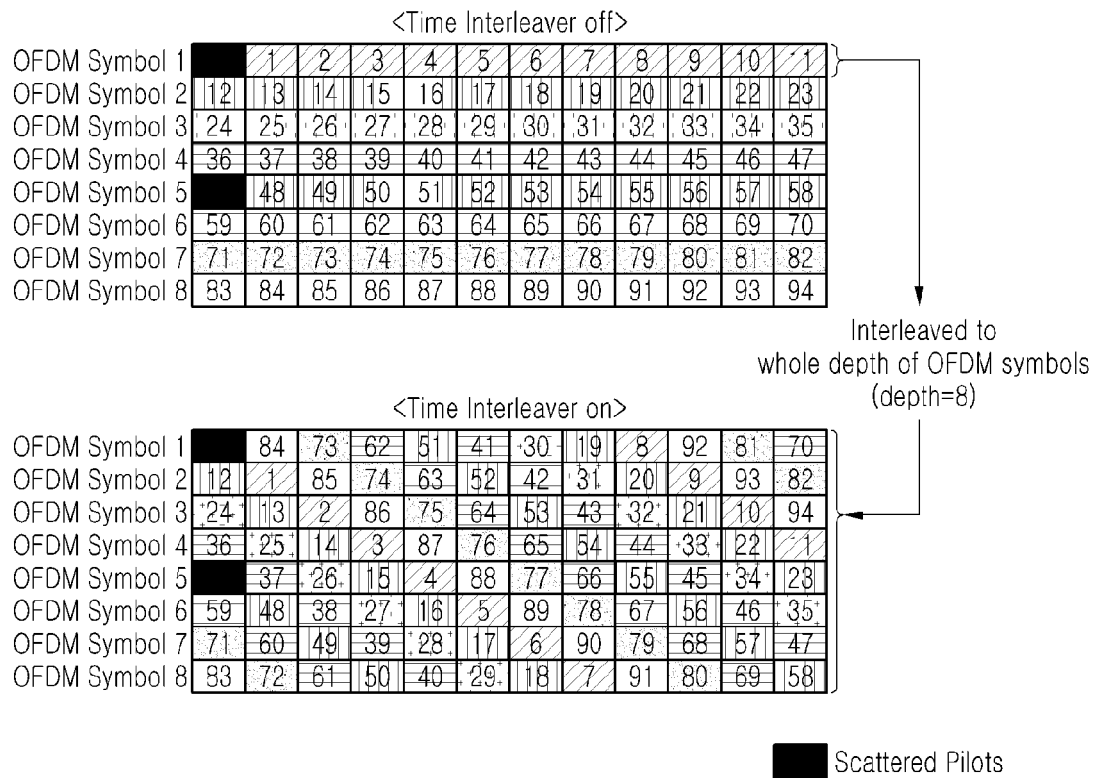 <Time Interleaver off>
OFDM Symbol 1 1 2 3 4 5 6 7 8 9 10 11
OFDM Symbol 2 12 13 14 15 16 17 18 19 20 21 22 23
OFDM Symbol 3 24 25 26 27 28 29 30 31 32 33 34 35
OFDM Symbol 4 36 37 38 39 40 41 42 43 44 45 46 47
OFDM Symbol 5 48 49 50 51 52 53 54 55 56 57 58
OFDM Symbol 6 59 60 61 62 63 64 65 66 67 68 69 70
OFDM Symbol 7 71 72 73 74 75 76 77 78 79 80 81 82
OFDM Symbol 8 83 84 85 86 87 88 89 90 91 92 93 94
Interleaved to
whole depth of OFDM symbols
(depth=8)
<Time Interleaver on>
OFDM Symbol 1 84 73 62 51 41 30 19 8 92 81 70
OFDM Symbol 2 12 1 85 74 63 52 42 31 20 9 93 82
OFDM Symbol 3 24 13 2 86 75 64 53 43 32 21 10 94
OFDM Symbol 4 36 25 14 3 87 76 65 54 44 33 22 11
OFDM Symbol 5 37 26 15 4 88 77 66 55 45 34 23
OFDM Symbol 6 59 48 38 27 16 5 89 78 67 56 46 35
OFDM Symbol 7 71 60 49 39 28 17 6 90 79 68 57 47
OFDM Symbol 8 83 72 61 50 40 29 18 7 91 80 69 58
Scattered Pilots